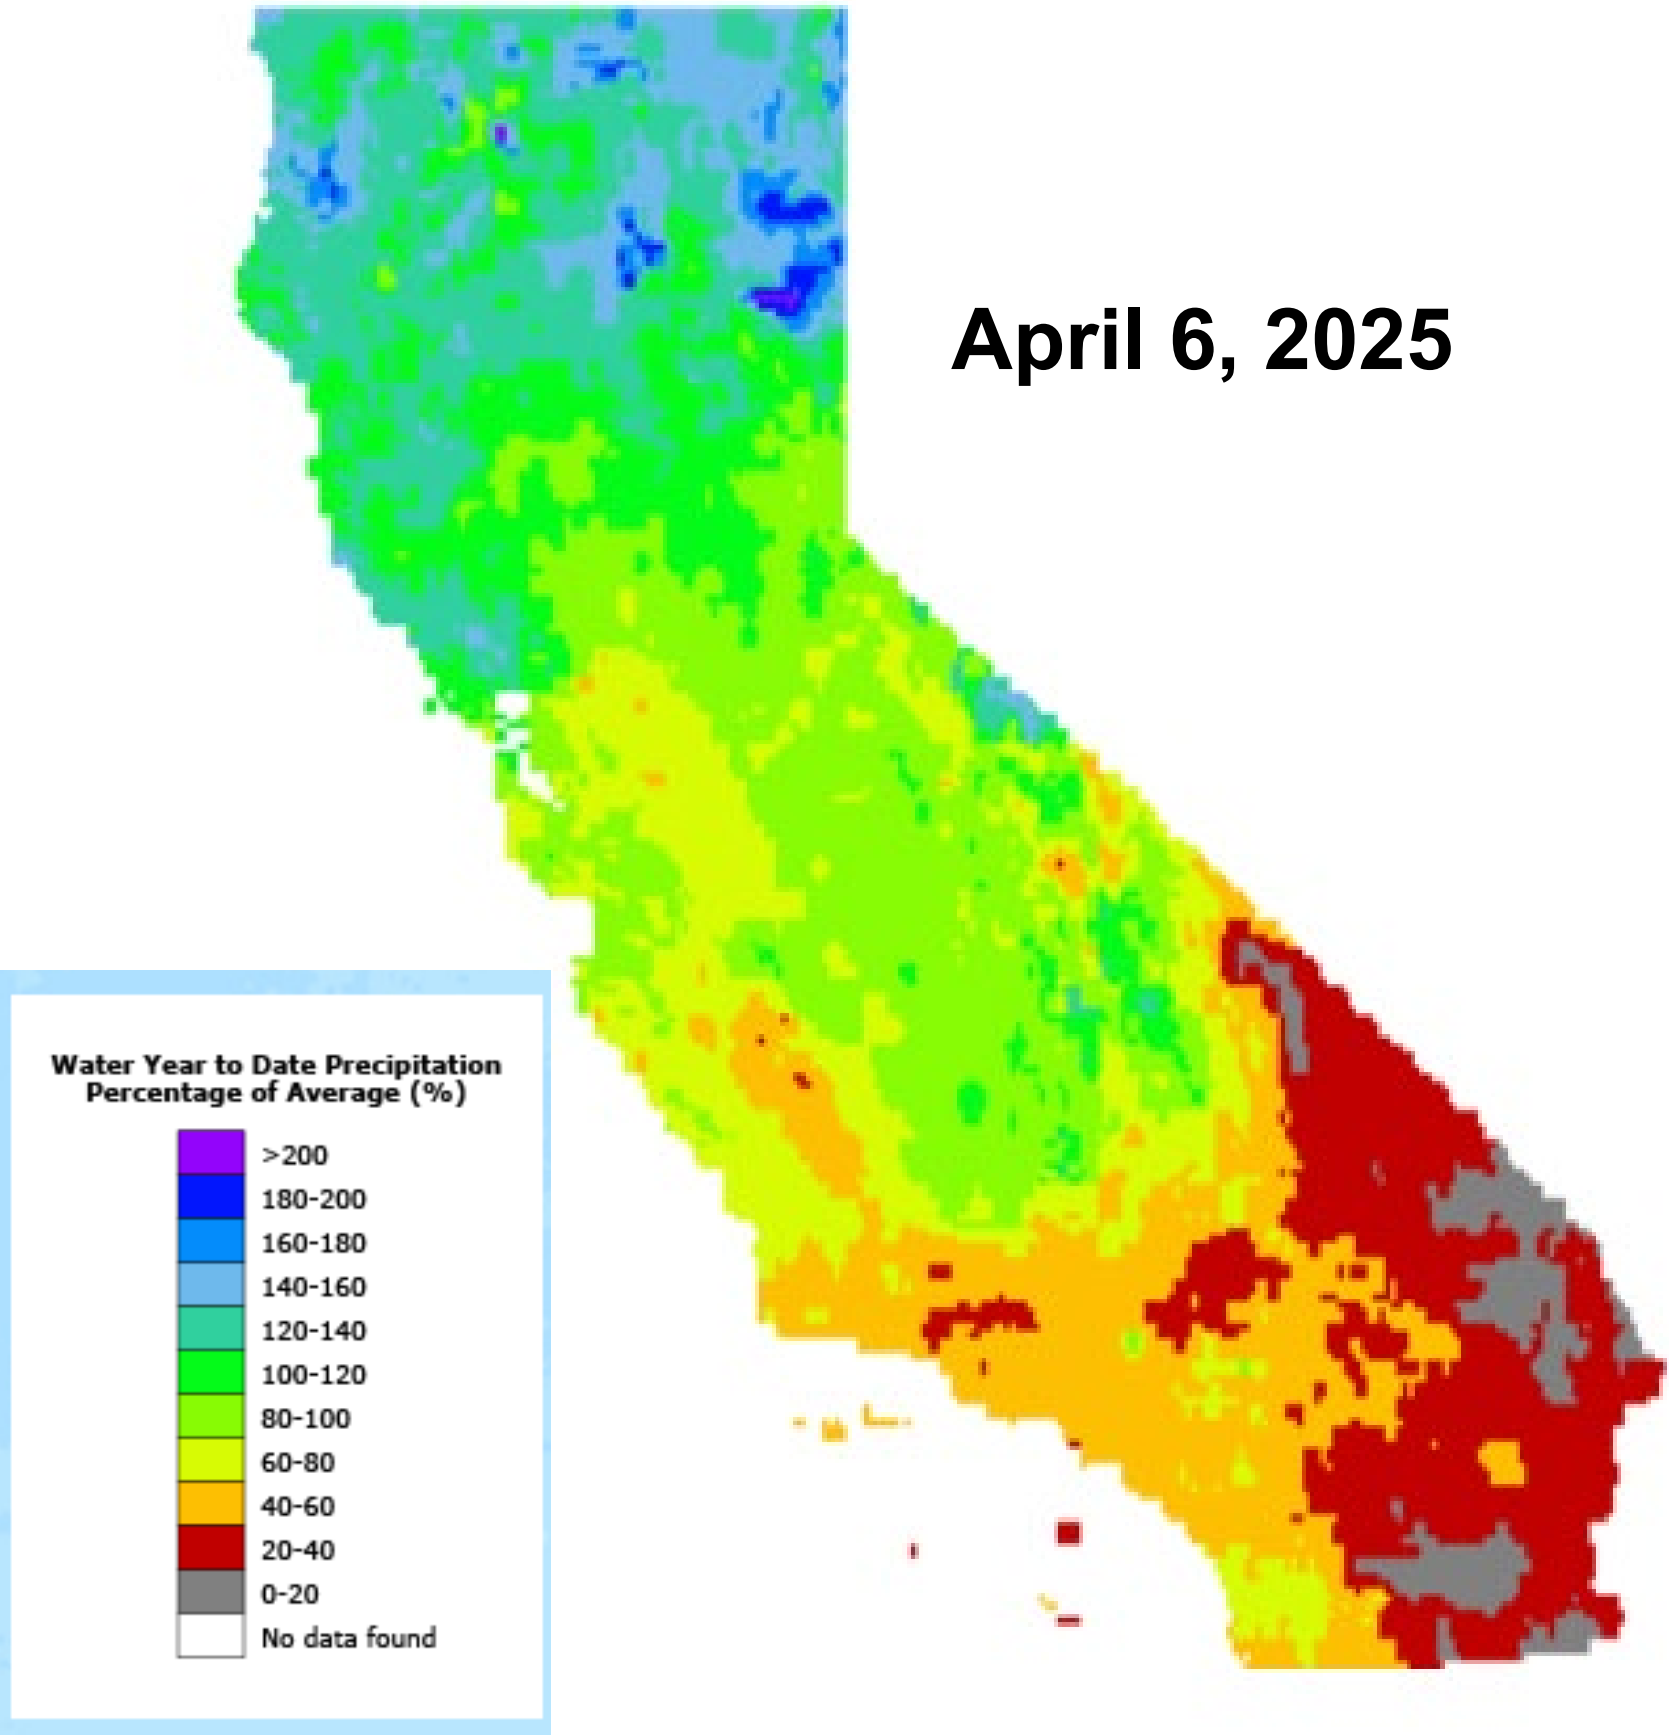 April 6, 2025
Water Year to Date Precipitation
Percentage of Average (%)
>200
180-200
160-180
140-160
120-140
100-120
80-100
60-80
40-60
20-40
0-20
No data found